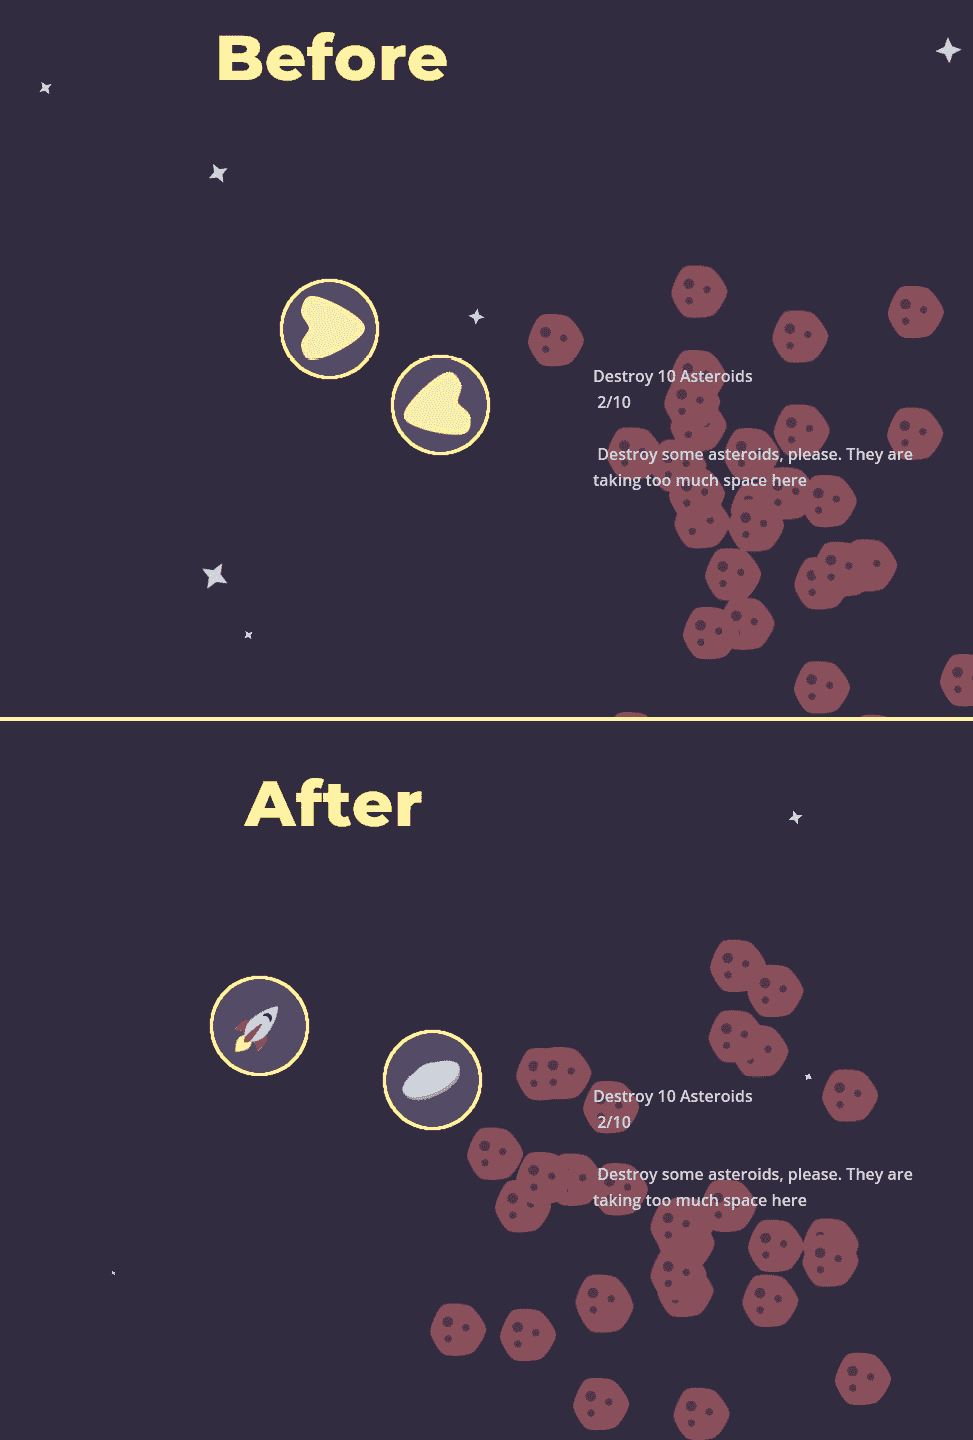 Before
Destroy 10 Asteroids
2/10
Destroy some asteroids, please. They are
taking too much space here
After
Destroy 10 Asteroids
2/10
Destroy some asteroids, please. They are
taking too much space here